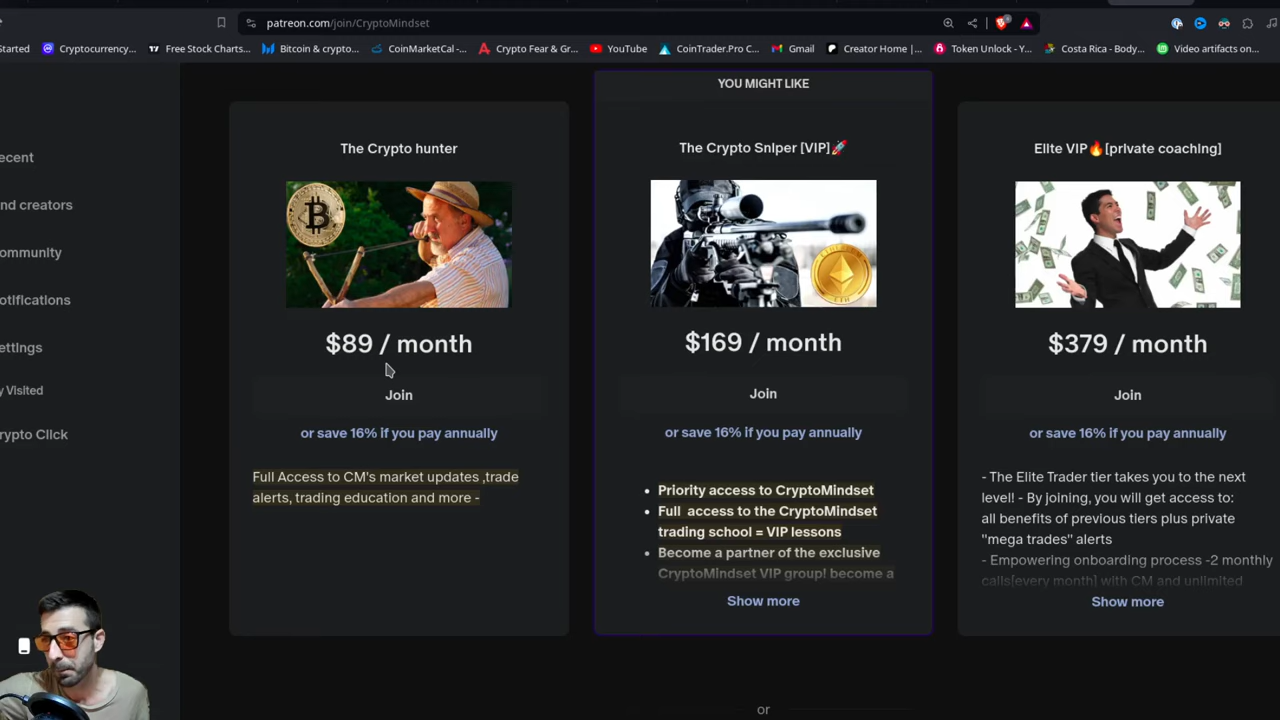 patreon.com/join/CryptoMindset
Started
Cryptocurrency...
Free Stock Charts...
Bitcoin & crypto...
CoinMarketCal -...
Crypto Fear & Gr...
YouTube
CoinTrader.Pro C...
Gmail
Creator Home |...
Token Unlock - Y...
Costa Rica - Body...
Video artifacts on...
ecent
nd creators
ommunity
otifications
ettings
y Visited
rypto Click
YOU MIGHT LIKE
The Crypto hunter
$89 / month
Join
or save 16% if you pay annually
Full Access to CM's market updates ,trade
alerts, trading education and more -
The Crypto Sniper [VIP]🚀
$169 / month
Join
or save 16% if you pay annually
• Priority access to CryptoMindset
• Full access to the CryptoMindset
trading school = VIP lessons
• Become a partner of the exclusive
CryptoMindset VIP group! become a
Show more
Elite VIP🔥[private coaching]
$379 / month
Join
or save 16% if you pay annually
- The Elite Trader tier takes you to the next
level! - By joining, you will get access to:
all benefits of previous tiers plus private
"mega trades" alerts
- Empowering onboarding process -2 monthly
calls[every month] with CM and unlimited
Show more
or